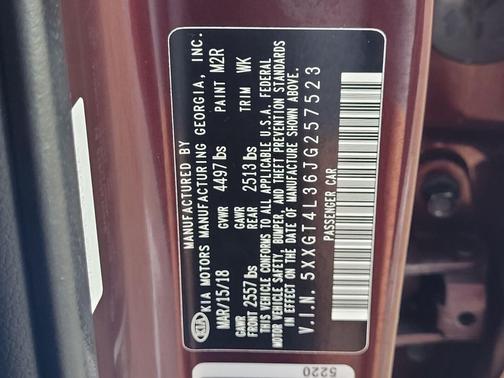 MANUFACTURED BY
KIA KIA MOTORS MANUFACTURING GEORGIA, INC.
MAR/15/18 GVWR 4497lbs PAINT M2R
GAWR FRONT 2557 lbs GAWR REAR 2513 lbs TRIM WK
THIS VEHICLE CONFORMS TO ALL APPLICABLE U.S.A. FEDERAL
MOTOR VEHICLE SAFETY, BUMPER, AND THEFT PREVENTION STANDARDS
IN EFFECT ON THE DATE OF MANUFACTURE SHOWN ABOVE.
V.I.N. 5XXGT4L36JG257523
PASSENGER CAR
5220